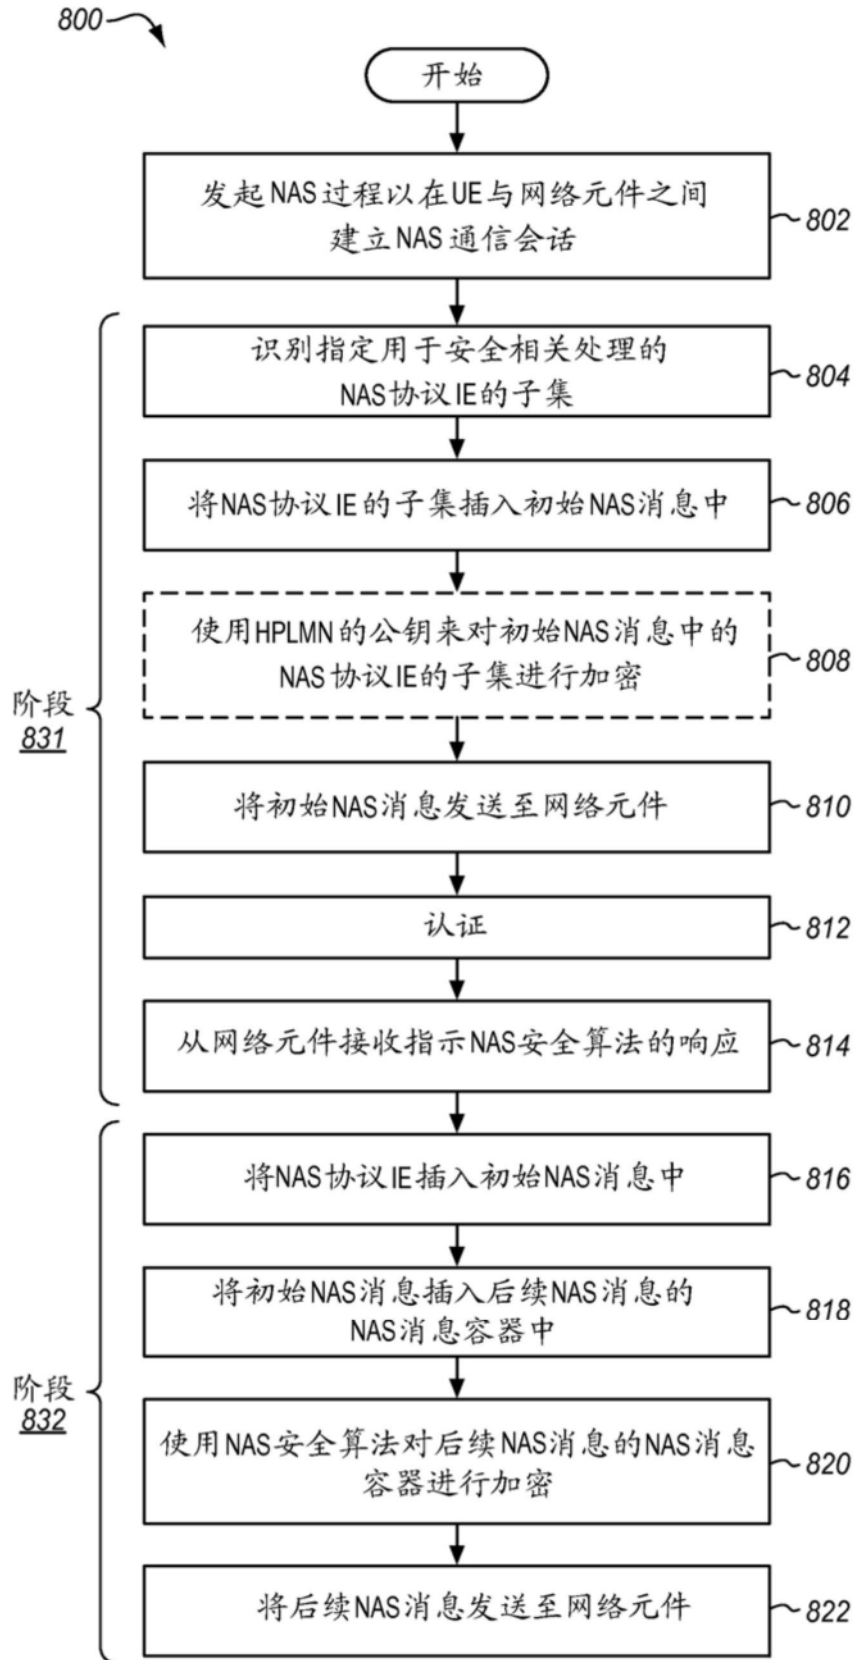 800
开始
发起NAS过程以在UE与网络元件之间
建立NAS通信会话
802
识别指定用于安全相关处理的
NAS协议IE的子集
804
将NAS协议IE的子集插入初始NAS消息中
806
使用HPLMN的公钥来对初始NAS消息中的
NAS协议IE的子集进行加密
808
阶段
831
将初始NAS消息发送至网络元件
810
认证
812
从网络元件接收指示NAS安全算法的响应
814
将NAS协议IE插入初始NAS消息中
816
将初始NAS消息插入后续NAS消息的
NAS消息容器中
818
阶段
832
使用NAS安全算法对后续NAS消息的NAS消息
容器进行加密
820
将后续NAS消息发送至网络元件
822